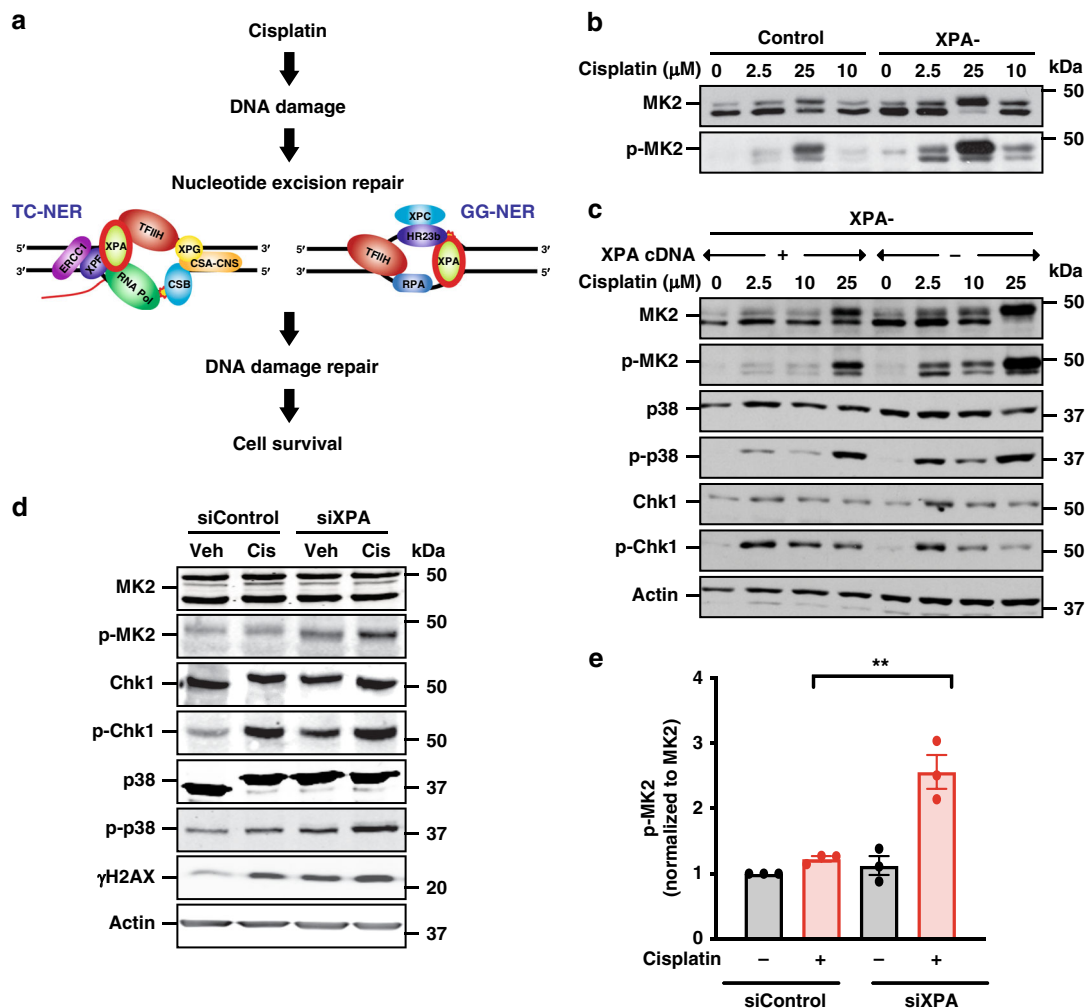 a
Cisplatin
DNA damage
Nucleotide excision repair
TC-NER
GG-NER
5′ 3′
3′ 5′
ERCC1
XPF
XPA
TFIIH
RNA Pol
CSB
XPG
CSA-CNS
5′ 3′
3′ 5′
TFIIH
XPC
HR23b
RPA
XPA
DNA damage repair
Cell survival
b
Control XPA-
Cisplatin (μM) 0 2.5 25 10 0 2.5 25 10 kDa
MK2 50
p-MK2 50
c
XPA-
XPA cDNA + −
Cisplatin (μM) 0 2.5 10 25 0 2.5 10 25 kDa
MK2 50
p-MK2 50
p38 37
p-p38 37
Chk1 50
p-Chk1 50
Actin 37
d
siControl siXPA
Veh Cis Veh Cis kDa
MK2 50
p-MK2 50
Chk1 50
p-Chk1 50
p38 37
p-p38 37
γH2AX 20
Actin 37
e
**
p-MK2
(normalized to MK2)
4
3
2
1
0
Cisplatin − + − +
siControl siXPA